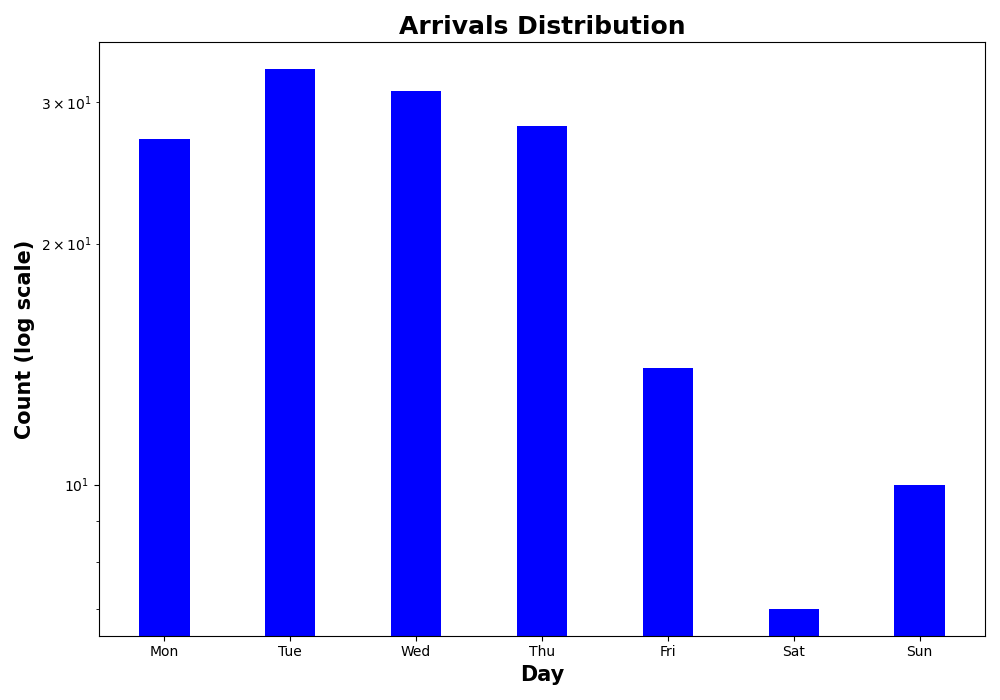 Arrivals Distribution
3 × 10¹
2 × 10¹
10¹
Count (log scale)
Mon Tue Wed Thu Fri Sat Sun
Day